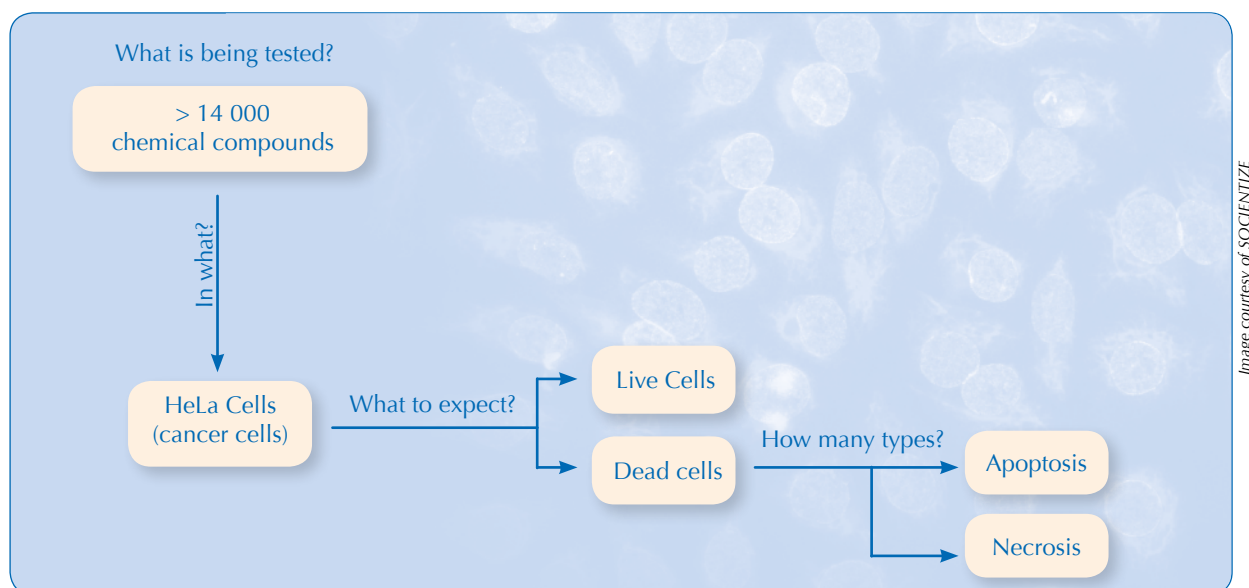 What is being tested?
> 14 000
chemical compounds
In what?
HeLa Cells
(cancer cells)
What to expect?
Live Cells
Dead cells
How many types?
Apoptosis
Necrosis
Image courtesy of SOCIENTIZE